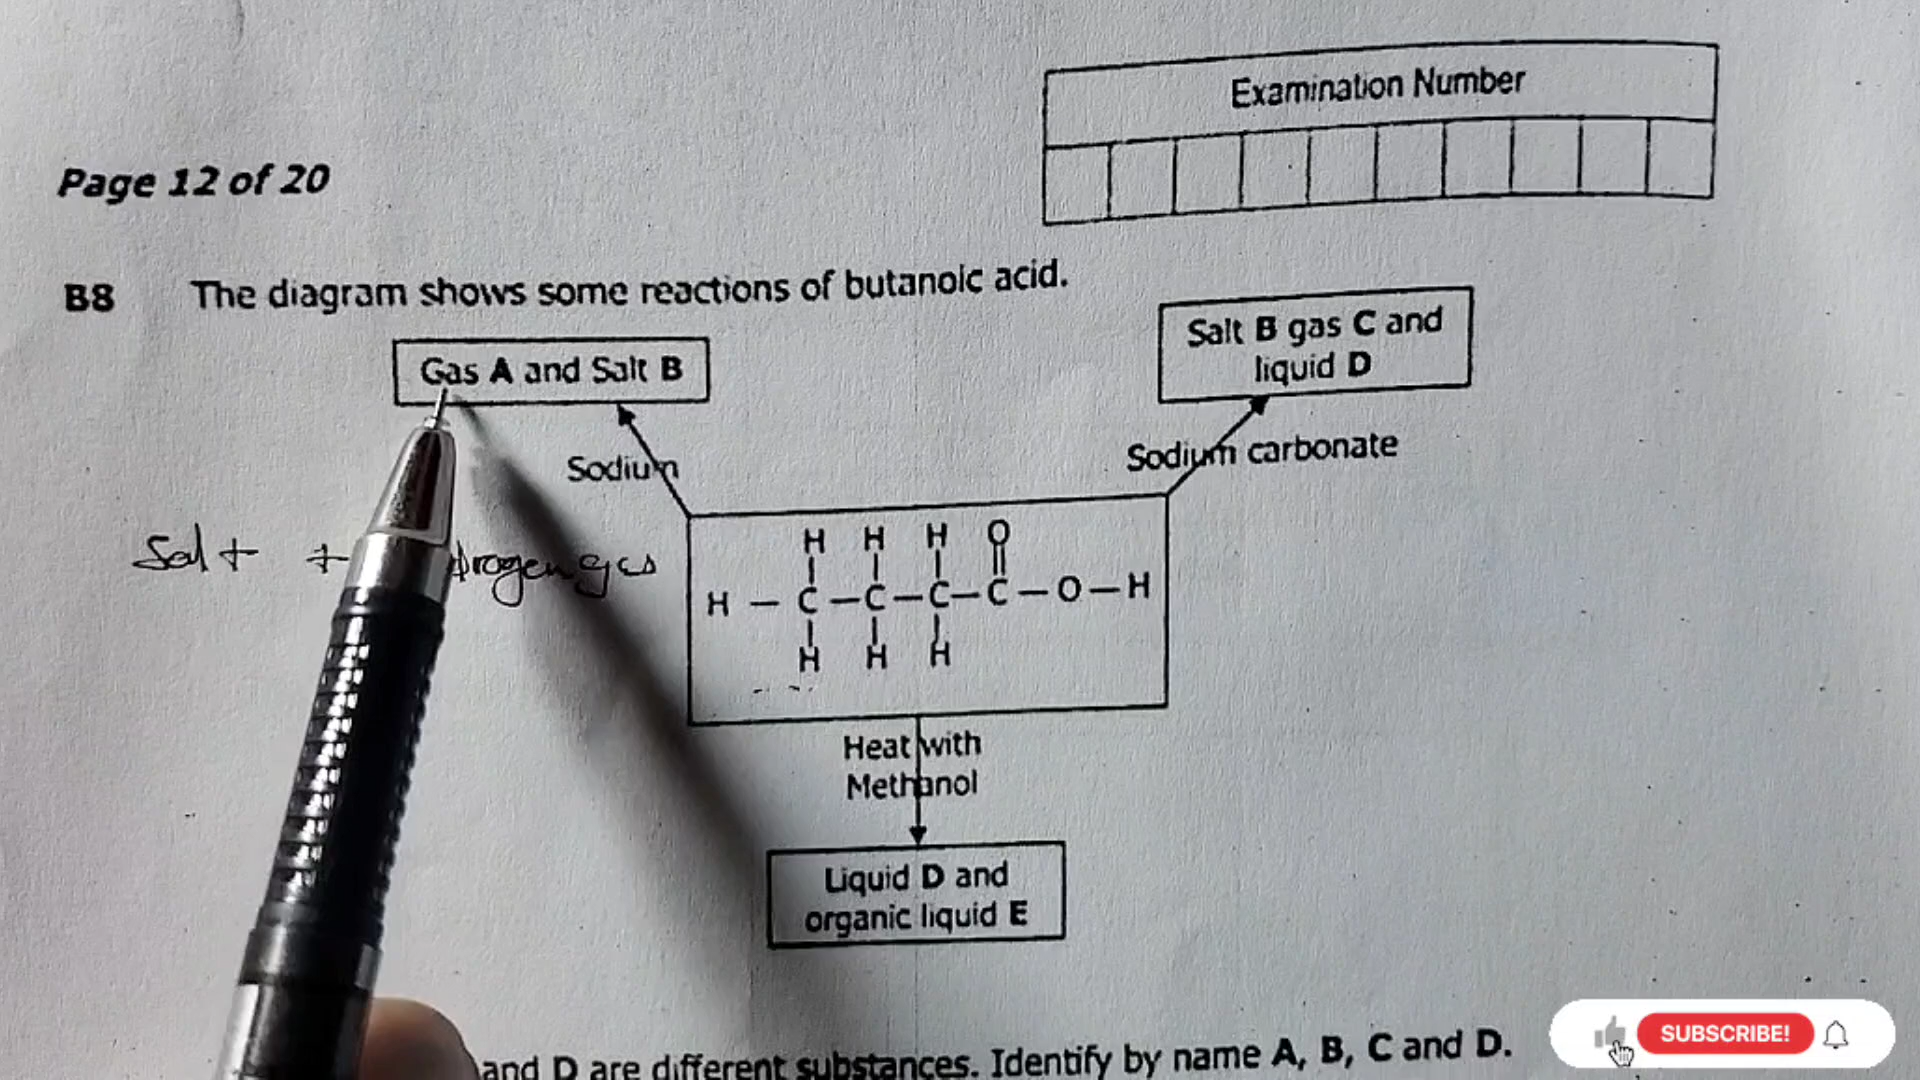 Examination Number
Page 12 of 20
B8 The diagram shows some reactions of butanoic acid.
Gas A and Salt B
Salt B gas C and
liquid D
Sodium
Sodium carbonate
Salt + drogen gas
H H H O
H — C — C — C — C — O — H
H H H
Heat with
Methanol
Liquid D and
organic liquid E
and D are different substances. Identify by name A, B, C and D.
SUBSCRIBE!